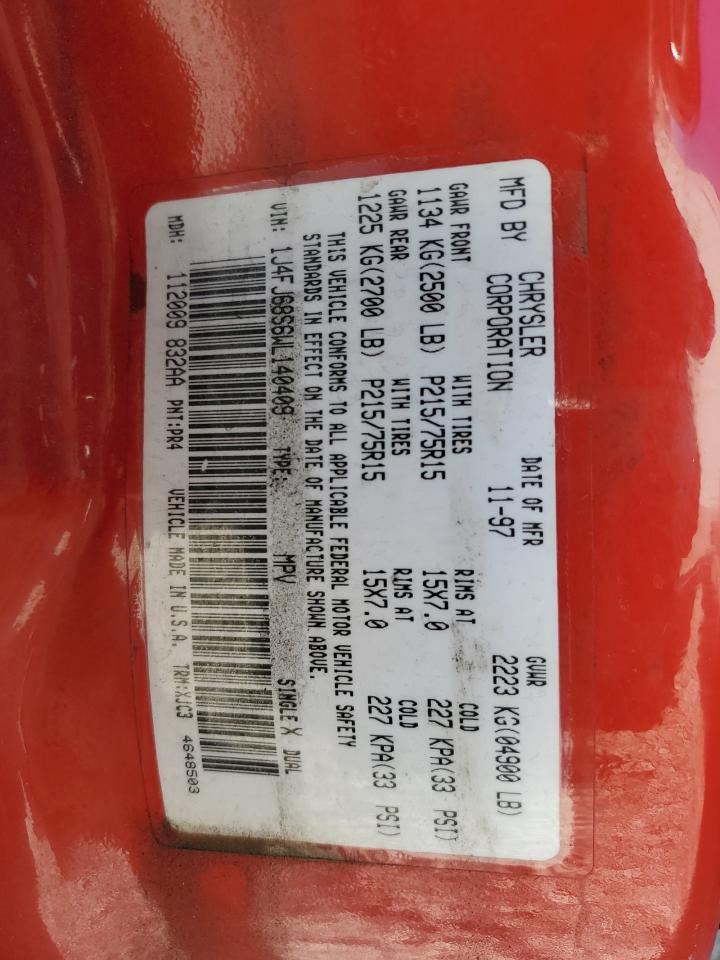 MFD BY CHRYSLER CORPORATION DATE OF MFR 11-97 GVWR 2223 KG(04900 LB)
GAWR FRONT WITH TIRES RIMS AT COLD
1134 KG(2500 LB) P215/75R15 15X7.0 227 KPA(33 PSI)
GAWR REAR WITH TIRES RIMS AT COLD
1225 KG(2700 LB) P215/75R15 15X7.0 227 KPA(33 PSI)
THIS VEHICLE CONFORMS TO ALL APPLICABLE FEDERAL MOTOR VEHICLE SAFETY
STANDARDS IN EFFECT ON THE DATE OF MANUFACTURE SHOWN ABOVE.
VIN: 1J4FJ68S6WL140409 TYPE: MPV SINGLE X DUAL
MDH: 112009 832AA PNT:PR4 VEHICLE MADE IN U.S.A. TRM:XJC3 4648503